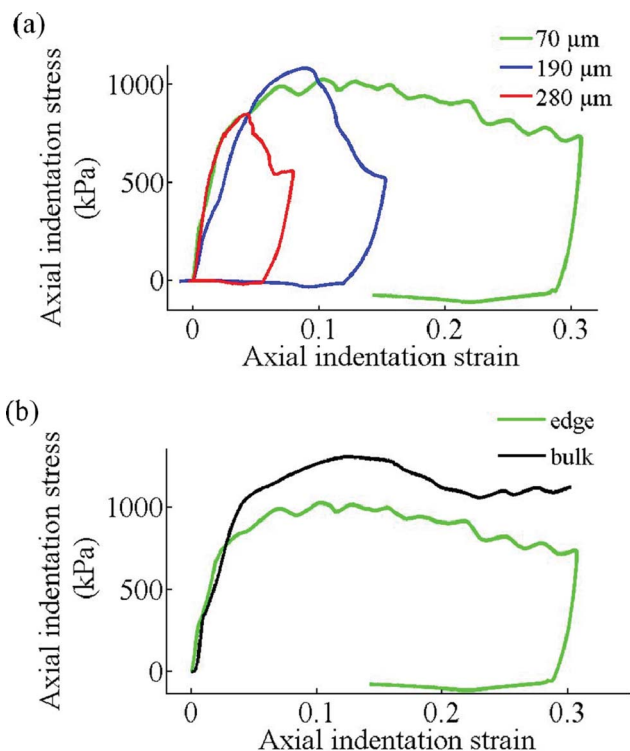 (a)
70 µm
190 µm
280 µm
Axial indentation stress
(kPa)
1000
500
0
0 0.1 0.2 0.3
Axial indentation strain
(b)
edge
bulk
Axial indentation stress
(kPa)
1000
500
0
0 0.1 0.2 0.3
Axial indentation strain